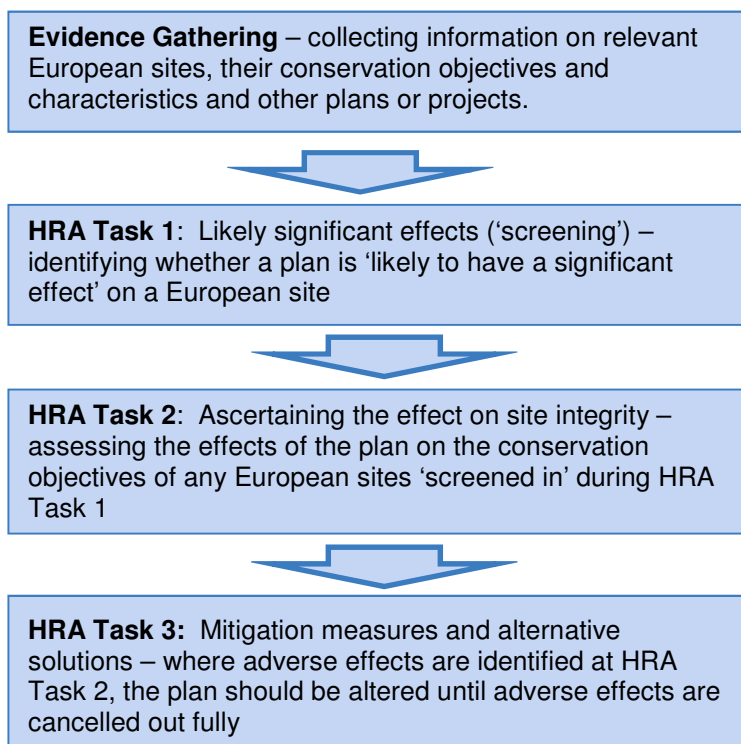 Evidence Gathering – collecting information on relevant
European sites, their conservation objectives and
characteristics and other plans or projects.
HRA Task 1:  Likely significant effects (‘screening’) –
identifying whether a plan is ‘likely to have a significant
effect’ on a European site
HRA Task 2:  Ascertaining the effect on site integrity –
assessing the effects of the plan on the conservation
objectives of any European sites ‘screened in’ during HRA
Task 1
HRA Task 3:  Mitigation measures and alternative
solutions – where adverse effects are identified at HRA
Task 2, the plan should be altered until adverse effects are
cancelled out fully